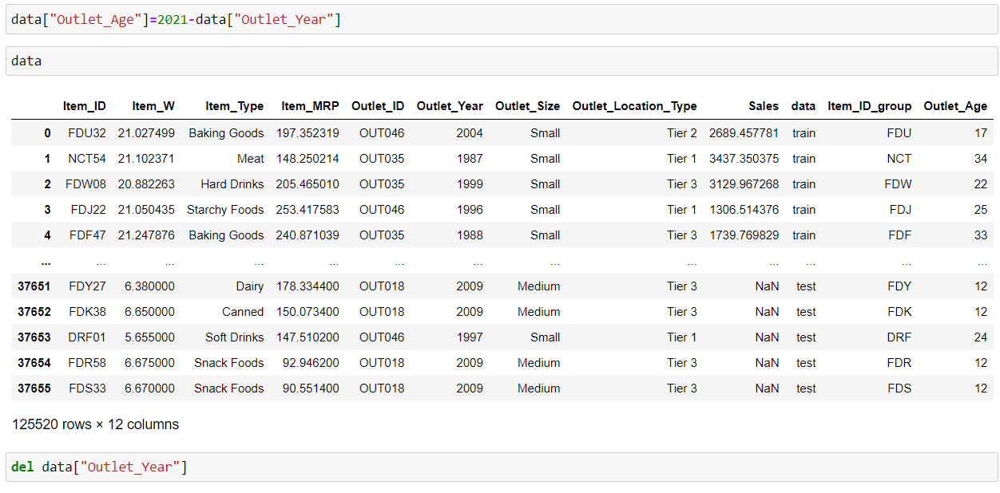 data["Outlet_Age"]=2021-data["Outlet_Year"]
data
Item_ID Item_W Item_Type Item_MRP Outlet_ID Outlet_Year Outlet_Size Outlet_Location_Type Sales data Item_ID_group Outlet_Age
0 FDU32 21.027499 Baking Goods 197.352319 OUT046 2004 Small Tier 2 2689.457781 train FDU 17
1 NCT54 21.102371 Meat 148.250214 OUT035 1987 Small Tier 1 3437.350375 train NCT 34
2 FDW08 20.882263 Hard Drinks 205.465010 OUT035 1999 Small Tier 3 3129.967268 train FDW 22
3 FDJ22 21.050435 Starchy Foods 253.417583 OUT046 1996 Small Tier 1 1306.514376 train FDJ 25
4 FDF47 21.247876 Baking Goods 240.871039 OUT035 1988 Small Tier 3 1739.769829 train FDF 33
... ... ... ... ... ... ... ... ... ... ... ... ...
37651 FDY27 6.380000 Dairy 178.334400 OUT018 2009 Medium Tier 3 NaN test FDY 12
37652 FDK38 6.650000 Canned 150.073400 OUT018 2009 Medium Tier 3 NaN test FDK 12
37653 DRF01 5.655000 Soft Drinks 147.510200 OUT046 1997 Small Tier 1 NaN test DRF 24
37654 FDR58 6.675000 Snack Foods 92.946200 OUT018 2009 Medium Tier 3 NaN test FDR 12
37655 FDS33 6.670000 Snack Foods 90.551400 OUT018 2009 Medium Tier 3 NaN test FDS 12
125520 rows × 12 columns
del data["Outlet_Year"]